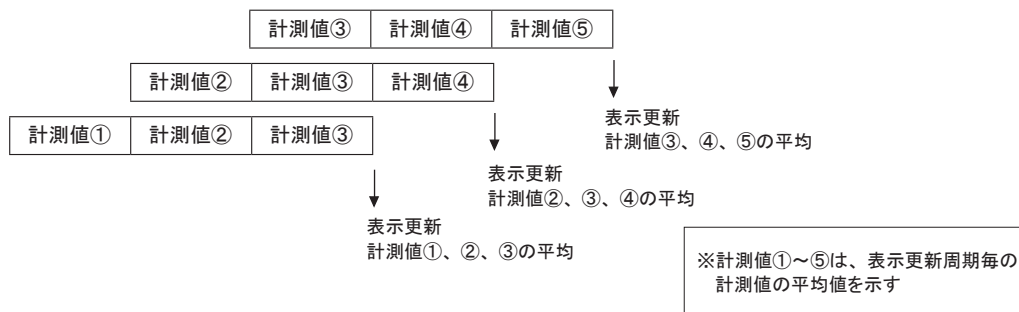 計測値③ 計測値④ 計測値⑤
計測値② 計測値③ 計測値④
計測値① 計測値② 計測値③
表示更新
計測値③、④、⑤の平均
表示更新
計測値②、③、④の平均
表示更新
計測値①、②、③の平均
※計測値①～⑤は、表示更新周期毎の
計測値の平均値を示す